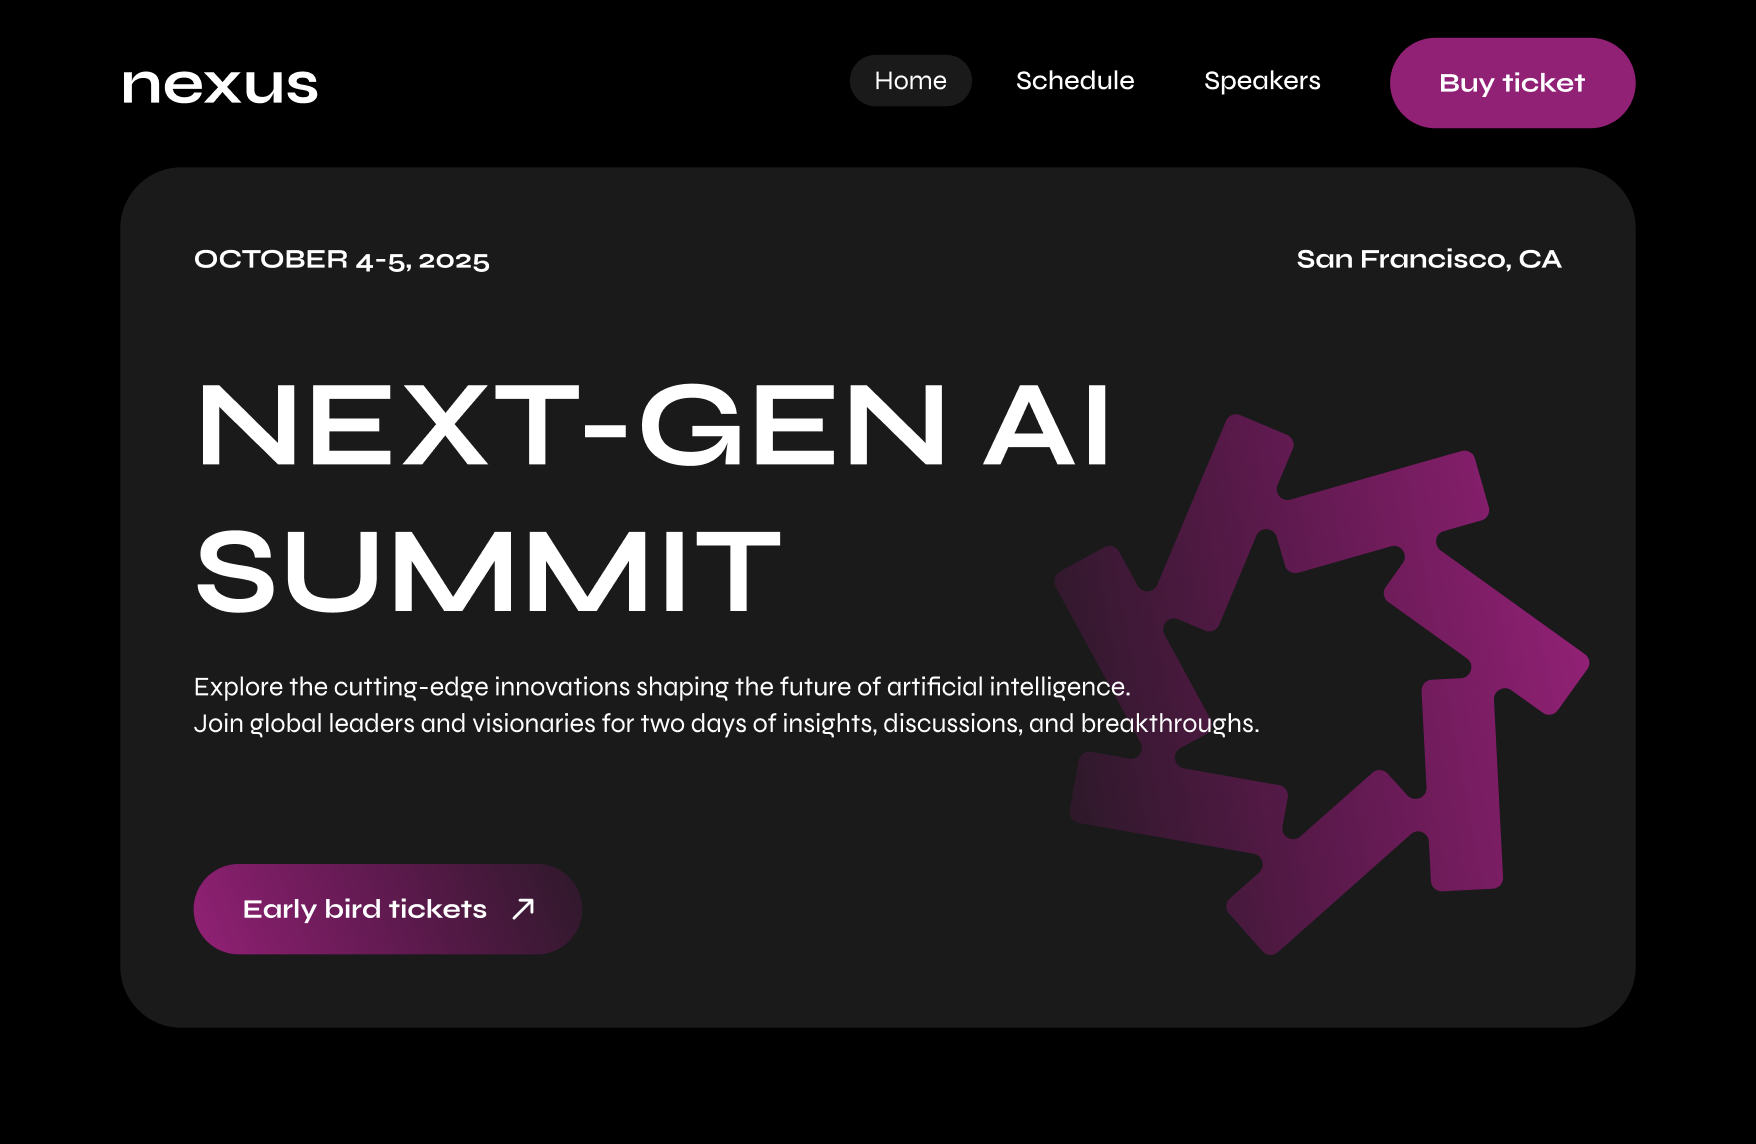 nexus
Home
Schedule
Speakers
Buy ticket
OCTOBER 4-5, 2025
San Francisco, CA
NEXT-GEN AI
SUMMIT
Explore the cutting-edge innovations shaping the future of artificial intelligence.
Join global leaders and visionaries for two days of insights, discussions, and breakthroughs.
Early bird tickets